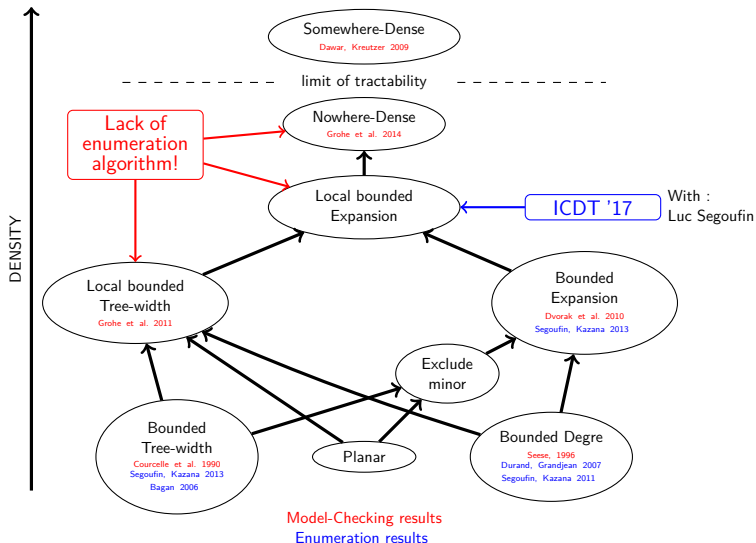 Somewhere-Dense
Dawar, Kreutzer 2009
limit of tractability
Nowhere-Dense
Grohe et al. 2014
Lack of
enumeration
algorithm!
Local bounded
Expansion
ICDT '17
With :
Luc Segoufin
DENSITY
Local bounded
Tree-width
Grohe et al. 2011
Bounded
Expansion
Dvorak et al. 2010
Segoufin, Kazana 2013
Exclude
minor
Bounded
Tree-width
Courcelle et al. 1990
Segoufin, Kazana 2013
Bagan 2006
Planar
Bounded Degre
Seese, 1996
Durand, Grandjean 2007
Segoufin, Kazana 2011
Model-Checking results
Enumeration results